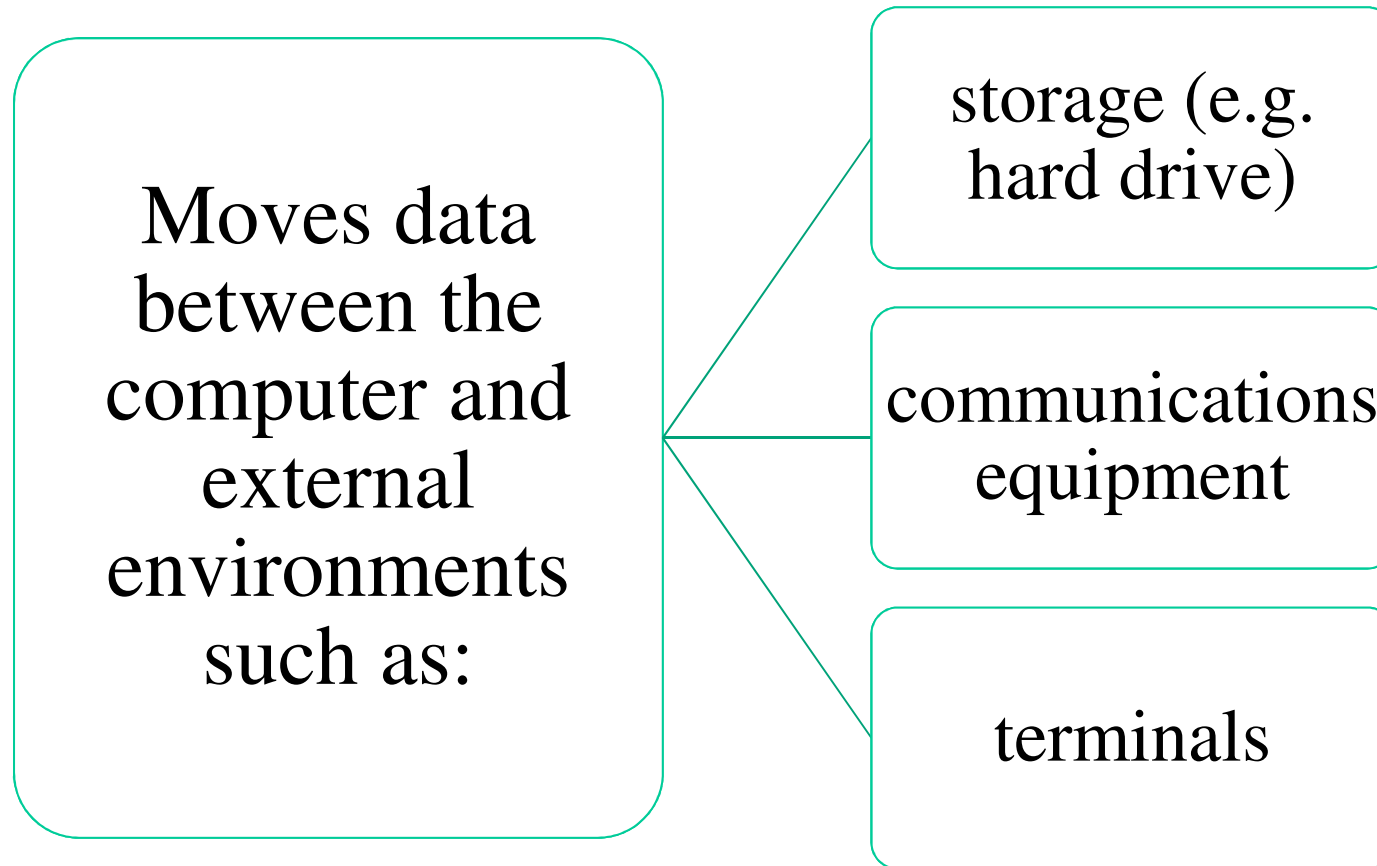 Moves data
between the
computer and
external
environments
such as:
storage (e.g.
hard drive)
communications
equipment
terminals